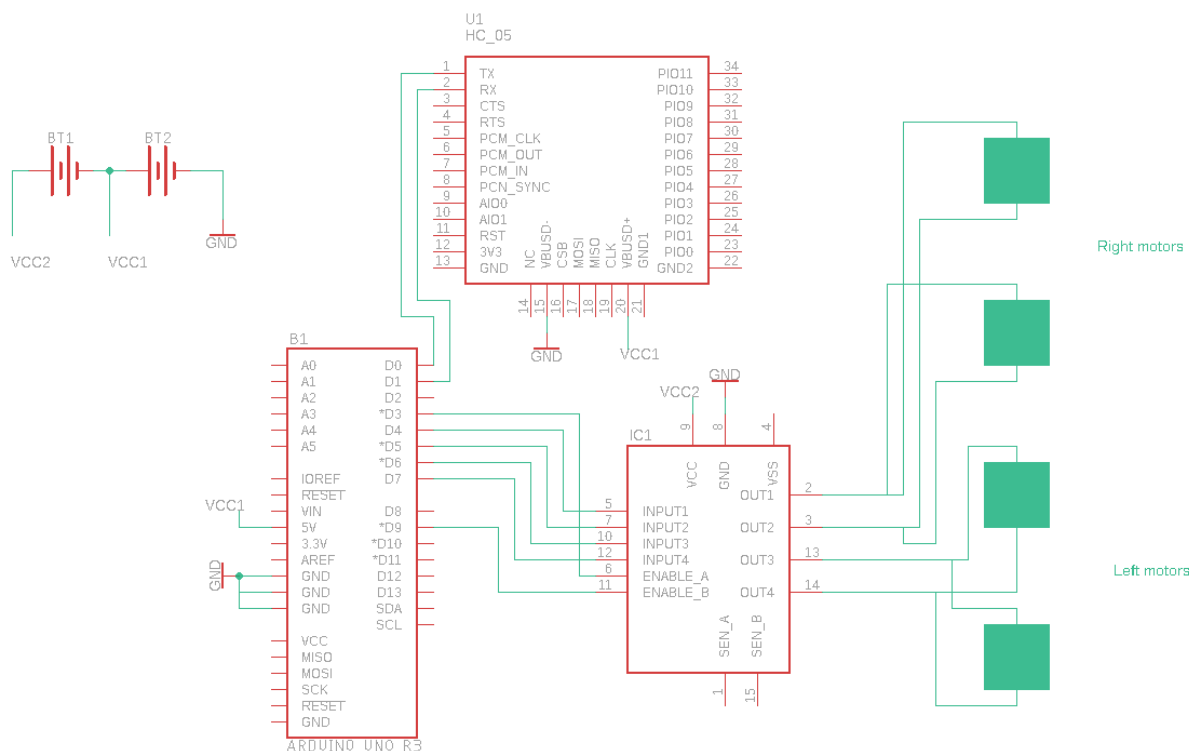 U1
HC_05
1 TX
2 RX
3 CTS
4 RTS
5 PCM_CLK
6 PCM_OUT
7 PCM_IN
8 PCN_SYNC
9 AIO0
10 AIO1
11 RST
12 3V3
13 GND
PIO11 34
PIO10 33
PIO9 32
PIO8 31
PIO7 30
PIO6 29
PIO5 28
PIO4 27
PIO3 26
PIO2 25
PIO1 24
PIO0 23
GND2 22
NC 14
VBUSD- 15
CSB 16
MOSI 17
MISO 18
CLK 19
VBUSD+ 20
GND1 21
GND
VCC1
BT1
BT2
VCC2
VCC1
GND
Right motors
Left motors
B1
A0
A1
A2
A3
A4
A5
IOREF
RESET
VIN
5V
3.3V
AREF
GND
GND
GND
VCC
MISO
MOSI
SCK
RESET
GND
D0
D1
D2
*D3
D4
*D5
*D6
D7
D8
*D9
*D10
*D11
D12
D13
SDA
SCL
VCC1
GND
ARDUINO UNO R3
VCC2
GND
IC1
9 VCC
8 GND
4 VSS
5 INPUT1
7 INPUT2
10 INPUT3
12 INPUT4
6 ENABLE_A
11 ENABLE_B
OUT1 2
OUT2 3
OUT3 13
OUT4 14
SEN_A 1
SEN_B 15